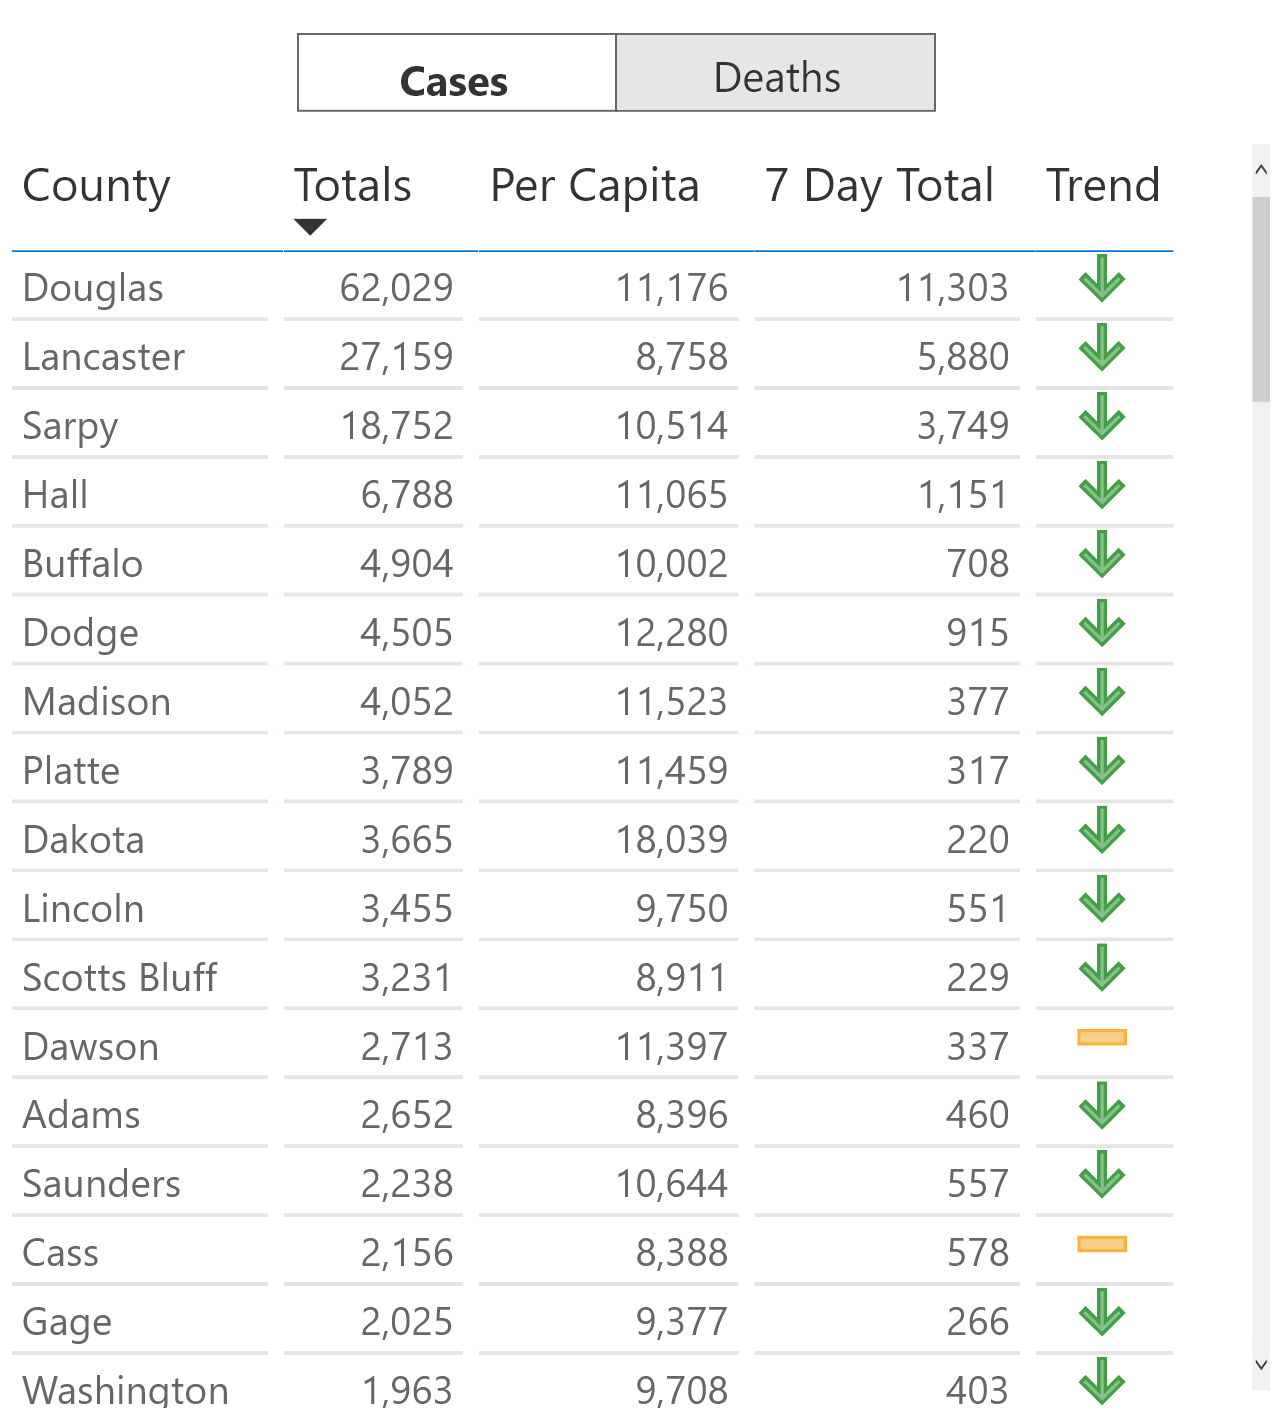 Cases Deaths
County Totals Per Capita 7 Day Total Trend
Douglas 62,029 11,176 11,303
Lancaster 27,159 8,758 5,880
Sarpy 18,752 10,514 3,749
Hall 6,788 11,065 1,151
Buffalo 4,904 10,002 708
Dodge 4,505 12,280 915
Madison 4,052 11,523 377
Platte 3,789 11,459 317
Dakota 3,665 18,039 220
Lincoln 3,455 9,750 551
Scotts Bluff 3,231 8,911 229
Dawson 2,713 11,397 337
Adams 2,652 8,396 460
Saunders 2,238 10,644 557
Cass 2,156 8,388 578
Gage 2,025 9,377 266
Washington 1,963 9,708 403